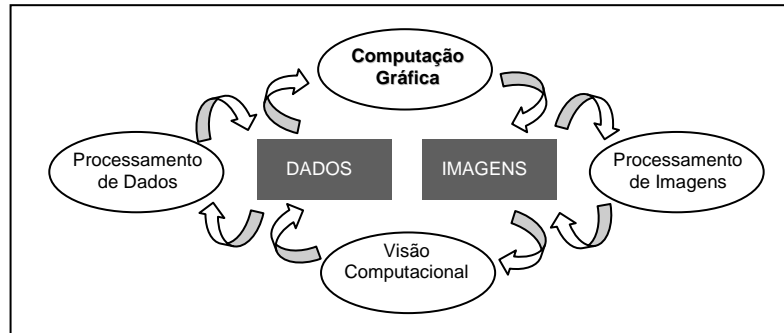 Computação
Gráfica
Processamento
de Dados
DADOS
IMAGENS
Processamento
de Imagens
Visão
Computacional